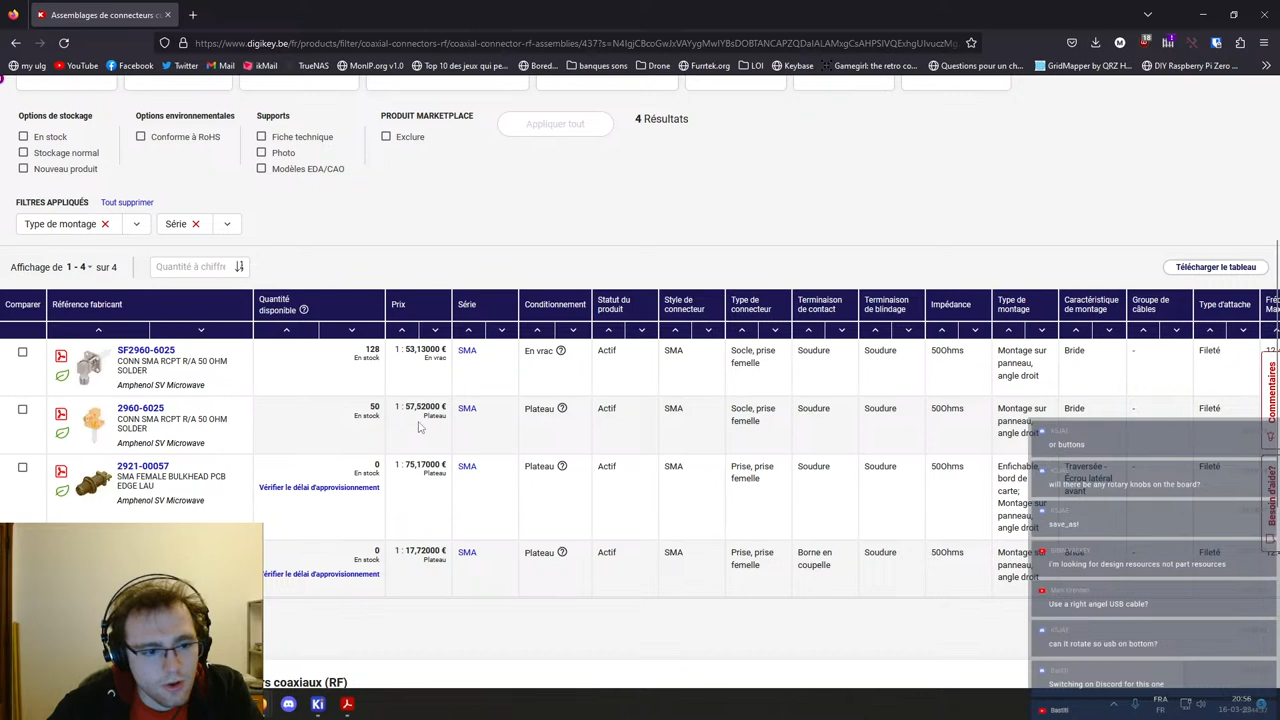 Assemblages de connecteurs co
https://www.digikey.be/fr/products/filter/coaxial-connectors-rf/coaxial-connector-rf-assemblies/437?s=
my ulg
YouTube
Facebook
Twitter
Mail
ikMail
TrueNAS
MonIP.org v1.0
Top 10 des jeux qui pe...
Bored...
banques sons
Drone
Furrtek.org
LOI
Keybase
Gamegirl: the retro co...
Questions pour un ch...
GridMapper by QRZ H...
DIY Raspberry Pi Zero ...
Options de stockage
Options environnementales
Supports
PRODUIT MARKETPLACE
Appliquer tout
4 Résultats
En stock
Conforme à RoHS
Fiche technique
Exclure
Stockage normal
Photo
Nouveau produit
Modèles EDA/CAO
FILTRES APPLIQUÉS
Tout supprimer
Type de montage
Série
Affichage de 1 - 4 sur 4
Quantité à chiffre
Télécharger le tableau
Comparer
Référence fabricant
Quantité disponible
Prix
Série
Conditionnement
Statut du produit
Style de connecteur
Type de connecteur
Terminaison de contact
Terminaison de blindage
Impédance
Type de montage
Caractéristique de montage
Groupe de câbles
Type d'attache
SF2960-6025
CONN SMA RCPT R/A 50 OHM
SOLDER
Amphenol SV Microwave
128
En stock
1 : 53,13000 €
En vrac
SMA
En vrac
Actif
SMA
Socle, prise femelle
Soudure
Soudure
50Ohms
Montage sur panneau, angle droit
Bride
-
Fileté
2960-6025
CONN SMA RCPT R/A 50 OHM
SOLDER
Amphenol SV Microwave
50
En stock
1 : 57,52000 €
Plateau
SMA
Plateau
Actif
SMA
Socle, prise femelle
Soudure
Soudure
50Ohms
Montage sur panneau, angle droit
Bride
-
Fileté
2921-00057
SMA FEMALE BULKHEAD PCB
EDGE LAU
Amphenol SV Microwave
0
En stock
Vérifier le délai d'approvisionnement
1 : 75,17000 €
Plateau
SMA
Plateau
Actif
SMA
Prise, prise femelle
Soudure
Soudure
50Ohms
Enfichable, bord de carte; Montage sur panneau, angle droit
Traversée - Écrou latéral avant
Fileté
0
En stock
Vérifier le délai d'approvisionnement
1 : 17,72000 €
Plateau
SMA
Plateau
Actif
SMA
Prise, prise femelle
Borne en coupelle
Soudure
50Ohms
angle droit
Commentaires
Besoin d'aide?
or buttons
will there be any rotary knobs on the board?
save_as!
i'm looking for design resources not part resources
Use a right angel USB cable?
can it rotate so usb on bottom?
Switching on Discord for this one
rs coaxiaux (RF)
FRA
FR
20:56